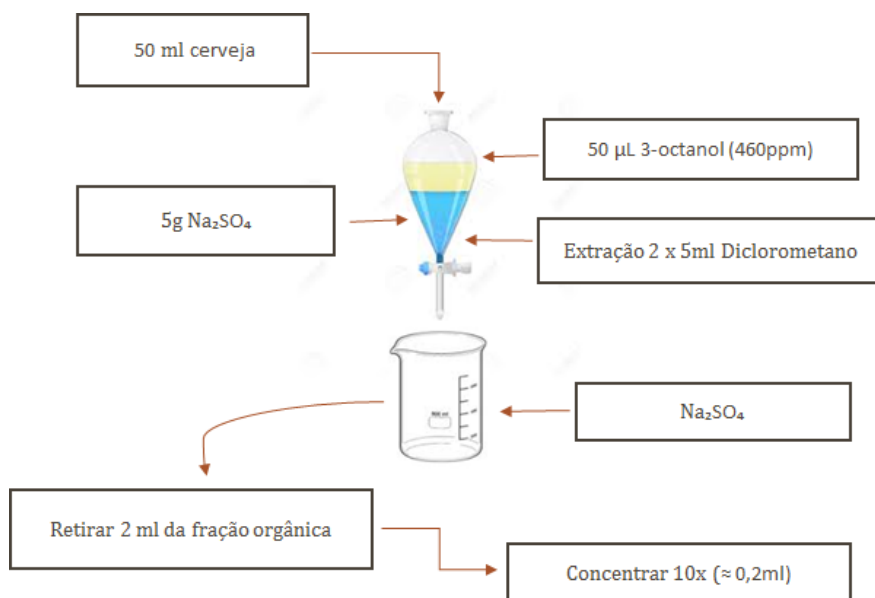 50 ml cerveja
50 µL 3-octanol (460ppm)
5g Na₂SO₄
Extração 2 x 5ml Diclorometano
Na₂SO₄
Retirar 2 ml da fração orgânica
Concentrar 10x (≈ 0,2ml)